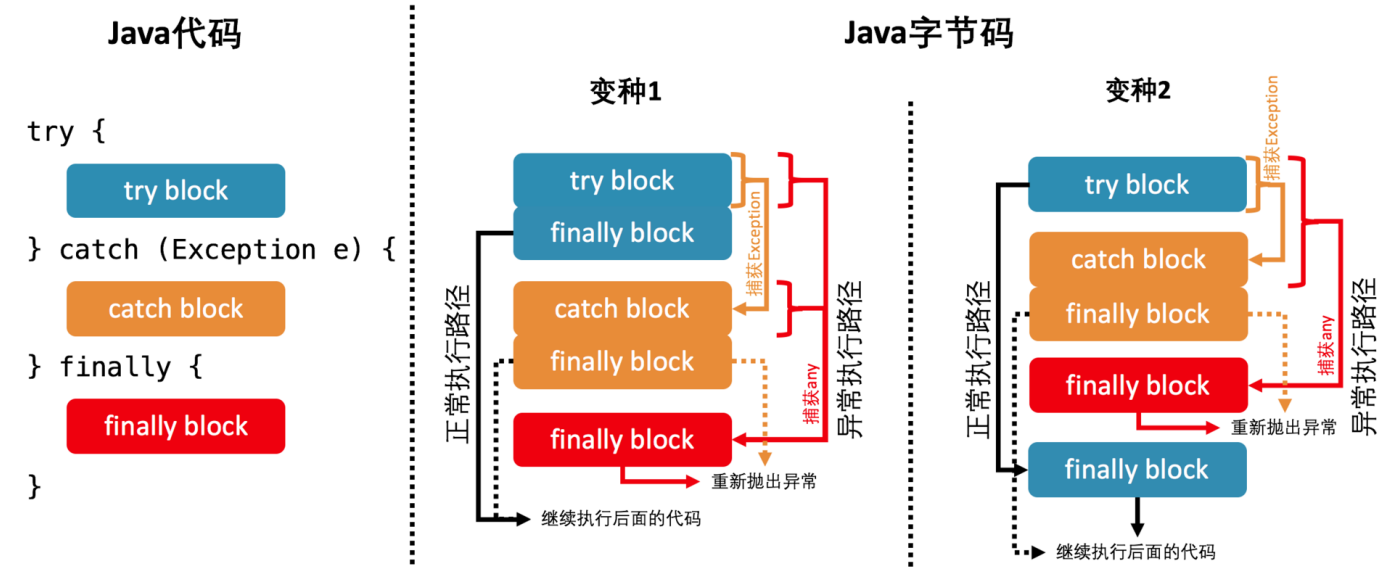 Java代码
try {
try block
} catch (Exception e) {
catch block
} finally {
finally block
}
Java字节码
变种1
try block
finally block
catch block
finally block
finally block
捕获Exception
捕获any
正常执行路径
异常执行路径
重新抛出异常
继续执行后面的代码
变种2
try block
catch block
finally block
finally block
finally block
捕获Exception
捕获any
正常执行路径
异常执行路径
重新抛出异常
继续执行后面的代码